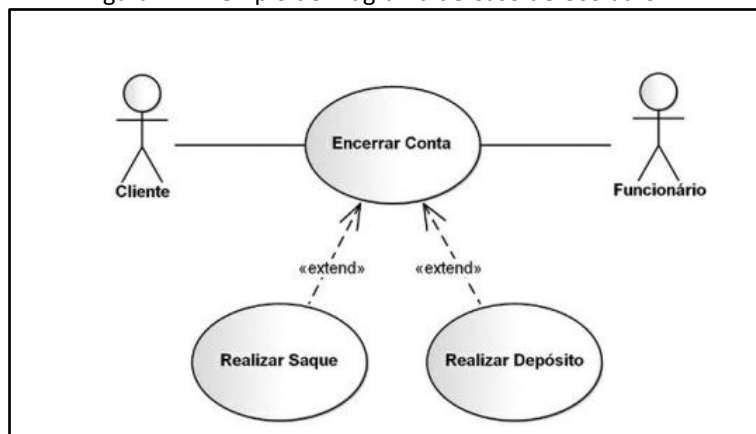 Encerrar Conta
Cliente
Funcionário
«extend»
«extend»
Realizar Saque
Realizar Depósito